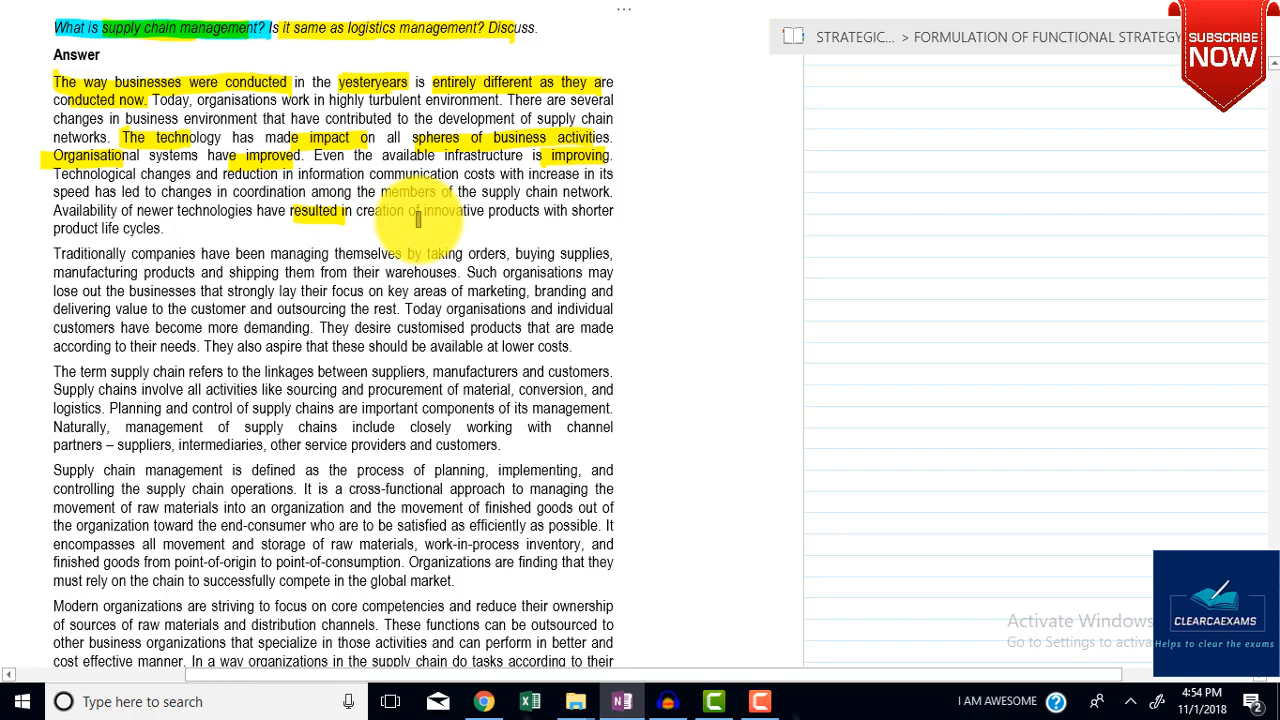 What is supply chain management? Is it same as logistics management? Discuss.
STRATEGIC... > FORMULATION OF FUNCTIONAL STRATEGY
SUBSCRIBE
NOW
Answer
The way businesses were conducted in the yesteryears is entirely different as they are
conducted now. Today, organisations work in highly turbulent environment. There are several
changes in business environment that have contributed to the development of supply chain
networks. The technology has made impact on all spheres of business activities.
Organisational systems have improved. Even the available infrastructure is improving.
Technological changes and reduction in information communication costs with increase in its
speed has led to changes in coordination among the members of the supply chain network.
Availability of newer technologies have resulted in creation of innovative products with shorter
product life cycles.
Traditionally companies have been managing themselves by taking orders, buying supplies,
manufacturing products and shipping them from their warehouses. Such organisations may
lose out the businesses that strongly lay their focus on key areas of marketing, branding and
delivering value to the customer and outsourcing the rest. Today organisations and individual
customers have become more demanding. They desire customised products that are made
according to their needs. They also aspire that these should be available at lower costs.
The term supply chain refers to the linkages between suppliers, manufacturers and customers.
Supply chains involve all activities like sourcing and procurement of material, conversion, and
logistics. Planning and control of supply chains are important components of its management.
Naturally, management of supply chains include closely working with channel
partners – suppliers, intermediaries, other service providers and customers.
Supply chain management is defined as the process of planning, implementing, and
controlling the supply chain operations. It is a cross-functional approach to managing the
movement of raw materials into an organization and the movement of finished goods out of
the organization toward the end-consumer who are to be satisfied as efficiently as possible. It
encompasses all movement and storage of raw materials, work-in-process inventory, and
finished goods from point-of-origin to point-of-consumption. Organizations are finding that they
must rely on the chain to successfully compete in the global market.
Modern organizations are striving to focus on core competencies and reduce their ownership
of sources of raw materials and distribution channels. These functions can be outsourced to
other business organizations that specialize in those activities and can perform in better and
cost effective manner. In a way organizations in the supply chain do tasks according to their
Activate Windows
Go to Settings to activa
CLEARCAEXAMS
Helps to clear the exams
Type here to search
I AM AWESOME
4:54 PM
11/1/2018
2